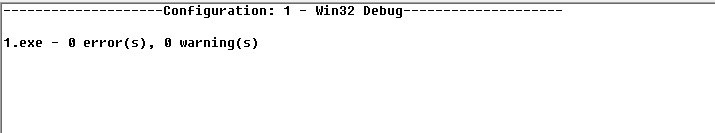 --------------------Configuration: 1 - Win32 Debug--------------------
1.exe - 0 error(s), 0 warning(s)